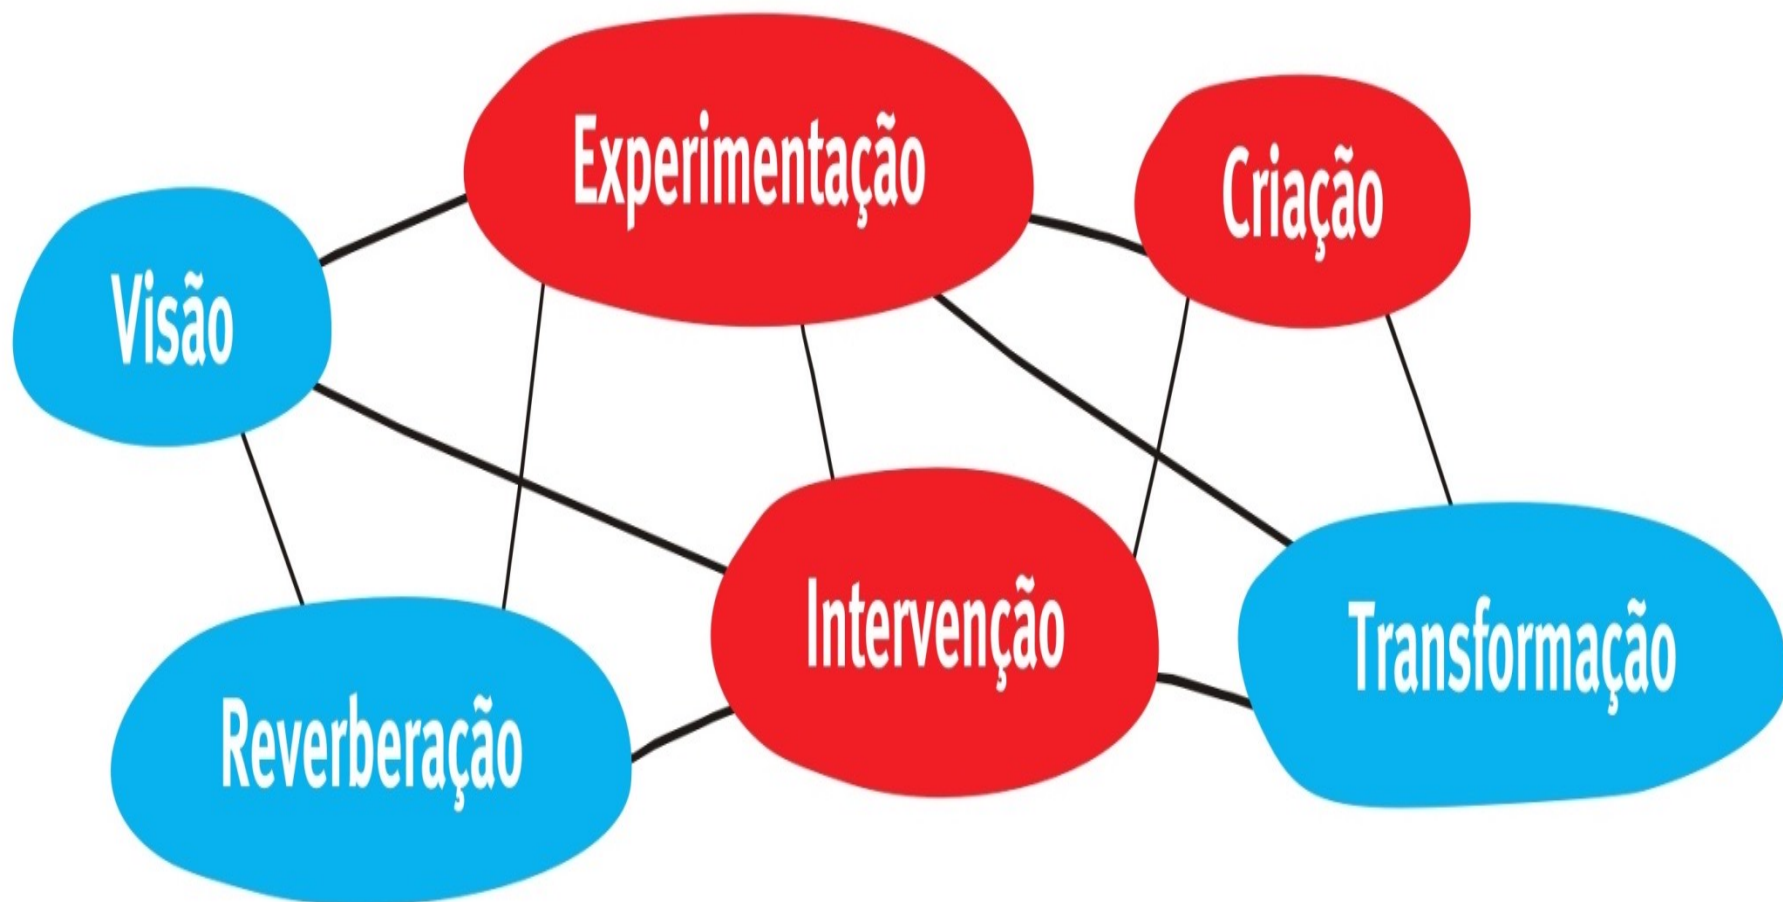 Experimentação
Criação
Visão
Intervenção
Transformação
Reverberação